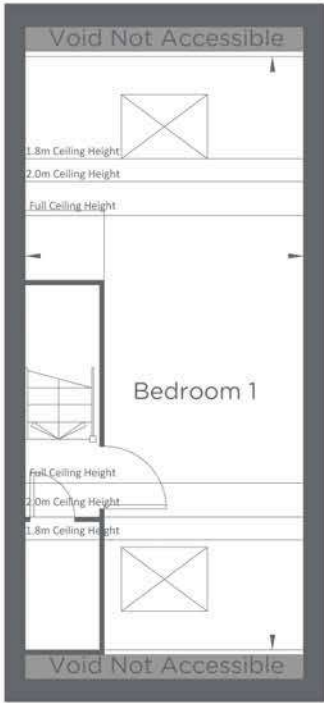 Void Not Accessible
1.8m Ceiling Height
2.0m Ceiling Height
Full Ceiling Height
Bedroom 1
Full Ceiling Height
2.0m Ceiling Height
1.8m Ceiling Height
Void Not Accessible